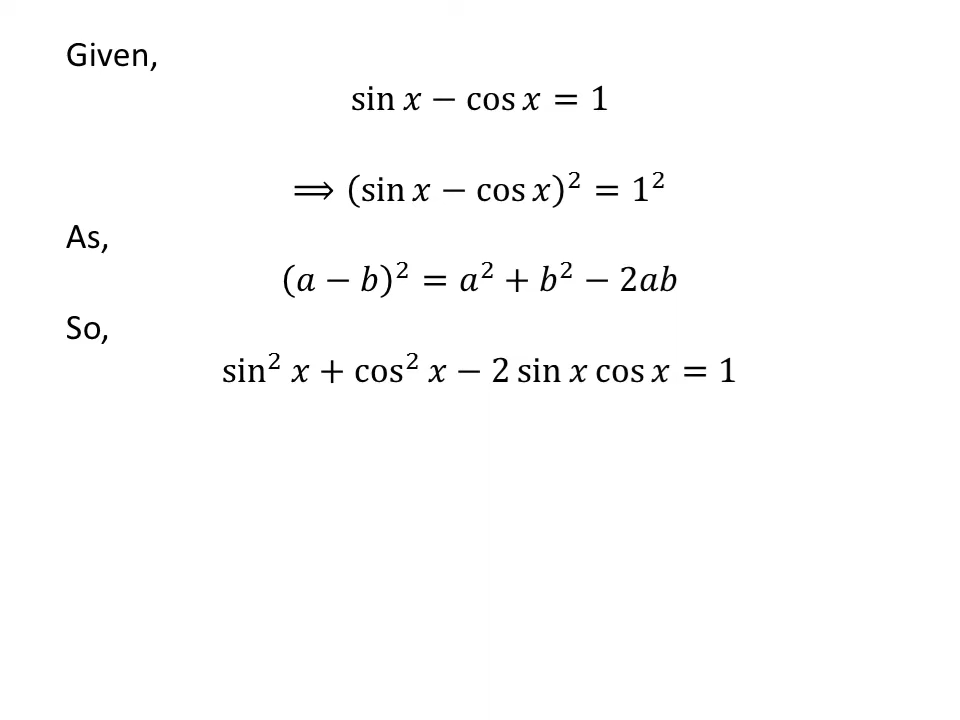 Given,
sin 𝑥 − cos 𝑥 = 1
⟹ (sin 𝑥 − cos 𝑥)² = 1²
As,
(𝑎 − 𝑏)² = 𝑎² + 𝑏² − 2𝑎𝑏
So,
sin² 𝑥 + cos² 𝑥 − 2 sin 𝑥 cos 𝑥 = 1